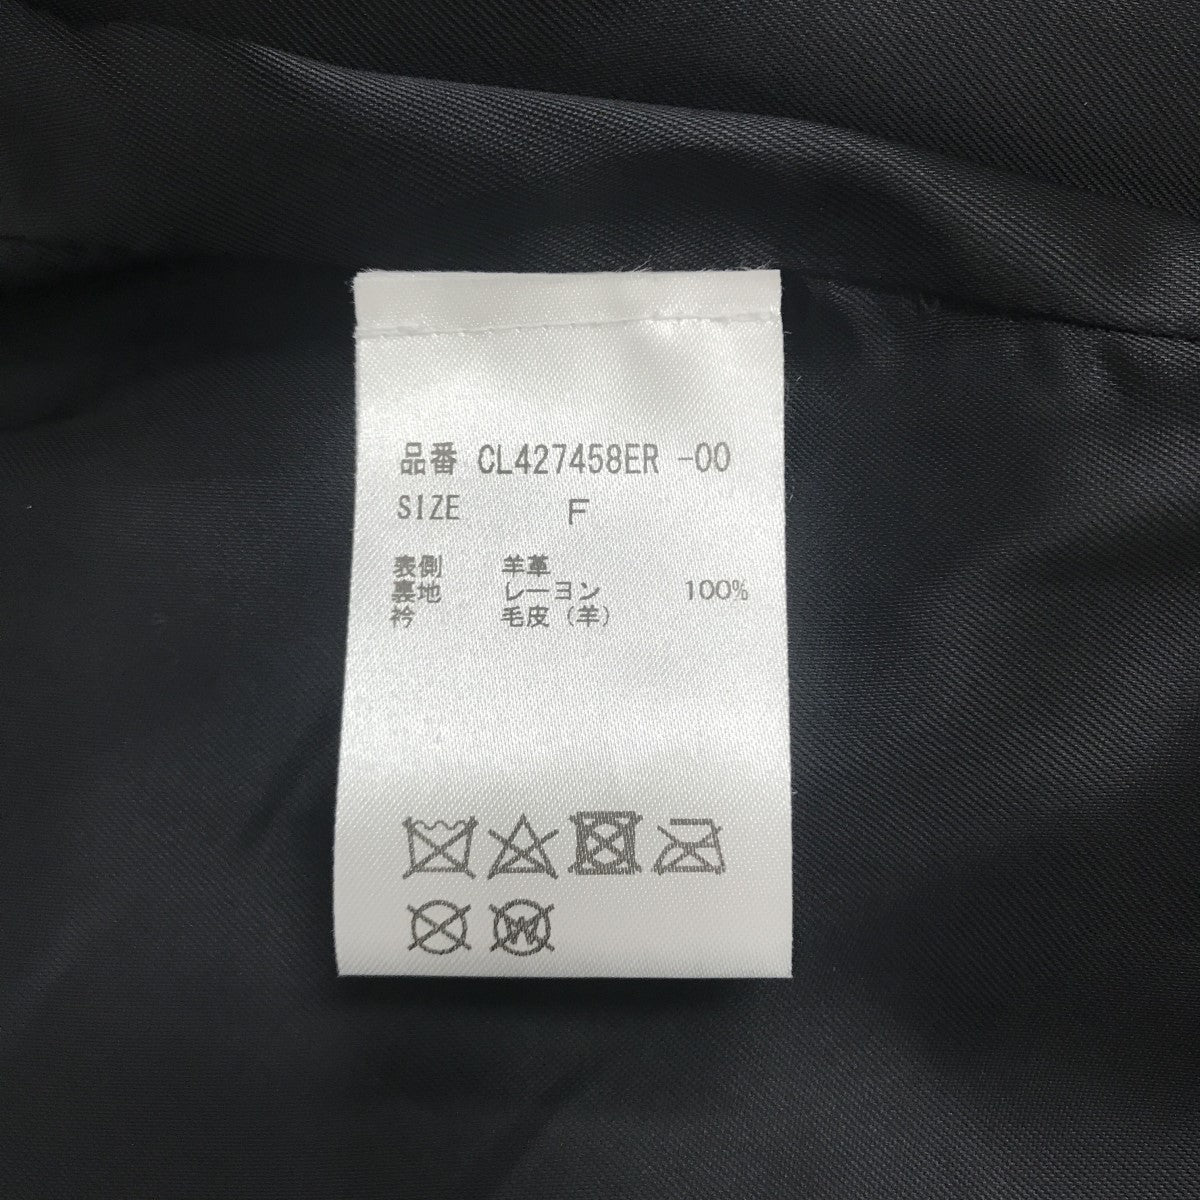 品番 CL427458ER -00
SIZE F
表側 羊革
裏地 レーヨン 100%
衿 毛皮（羊）
W